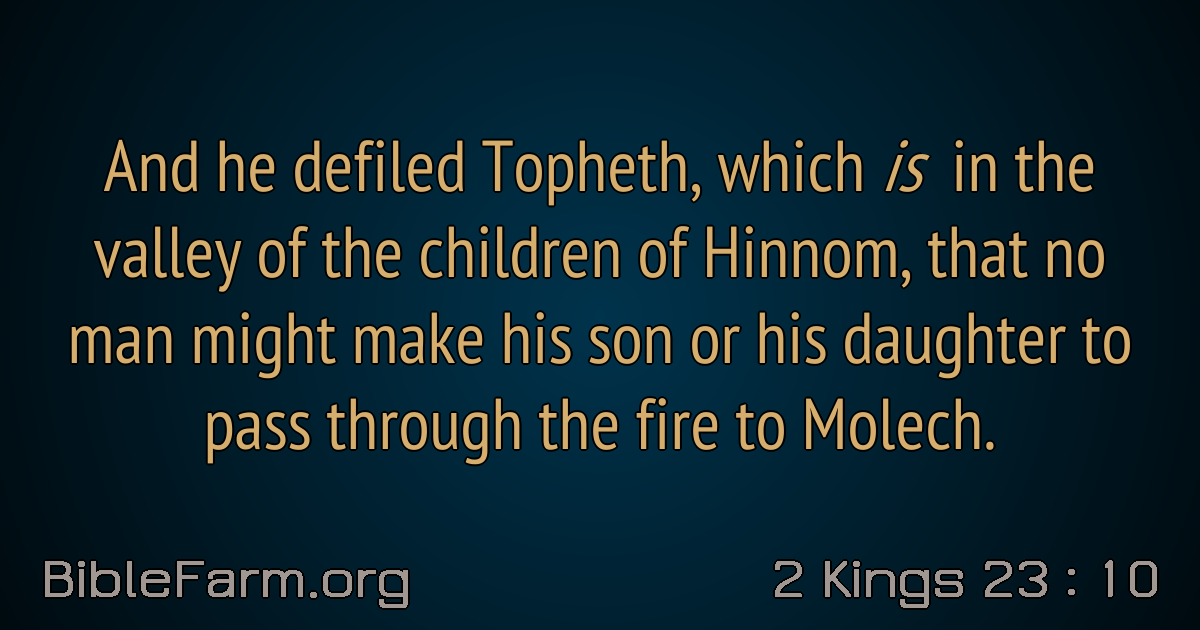 And he defiled Topheth, which is in the
valley of the children of Hinnom, that no
man might make his son or his daughter to
pass through the fire to Molech.
BibleFarm.org
2 Kings 23 : 10